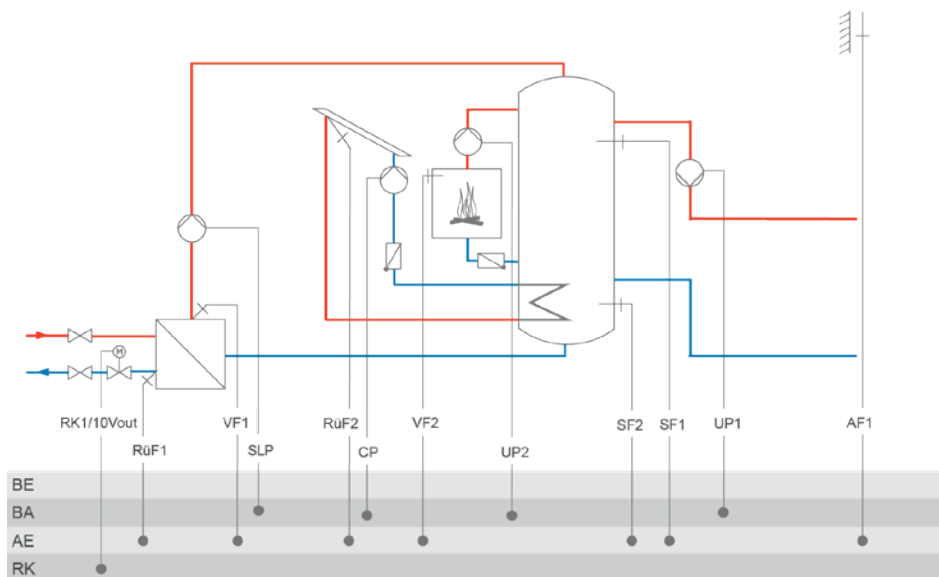 M
RK1/10Vout VF1 RüF2 VF2 SF2 SF1 UP1 AF1
RüF1 SLP CP UP2
BE
BA
AE
RK